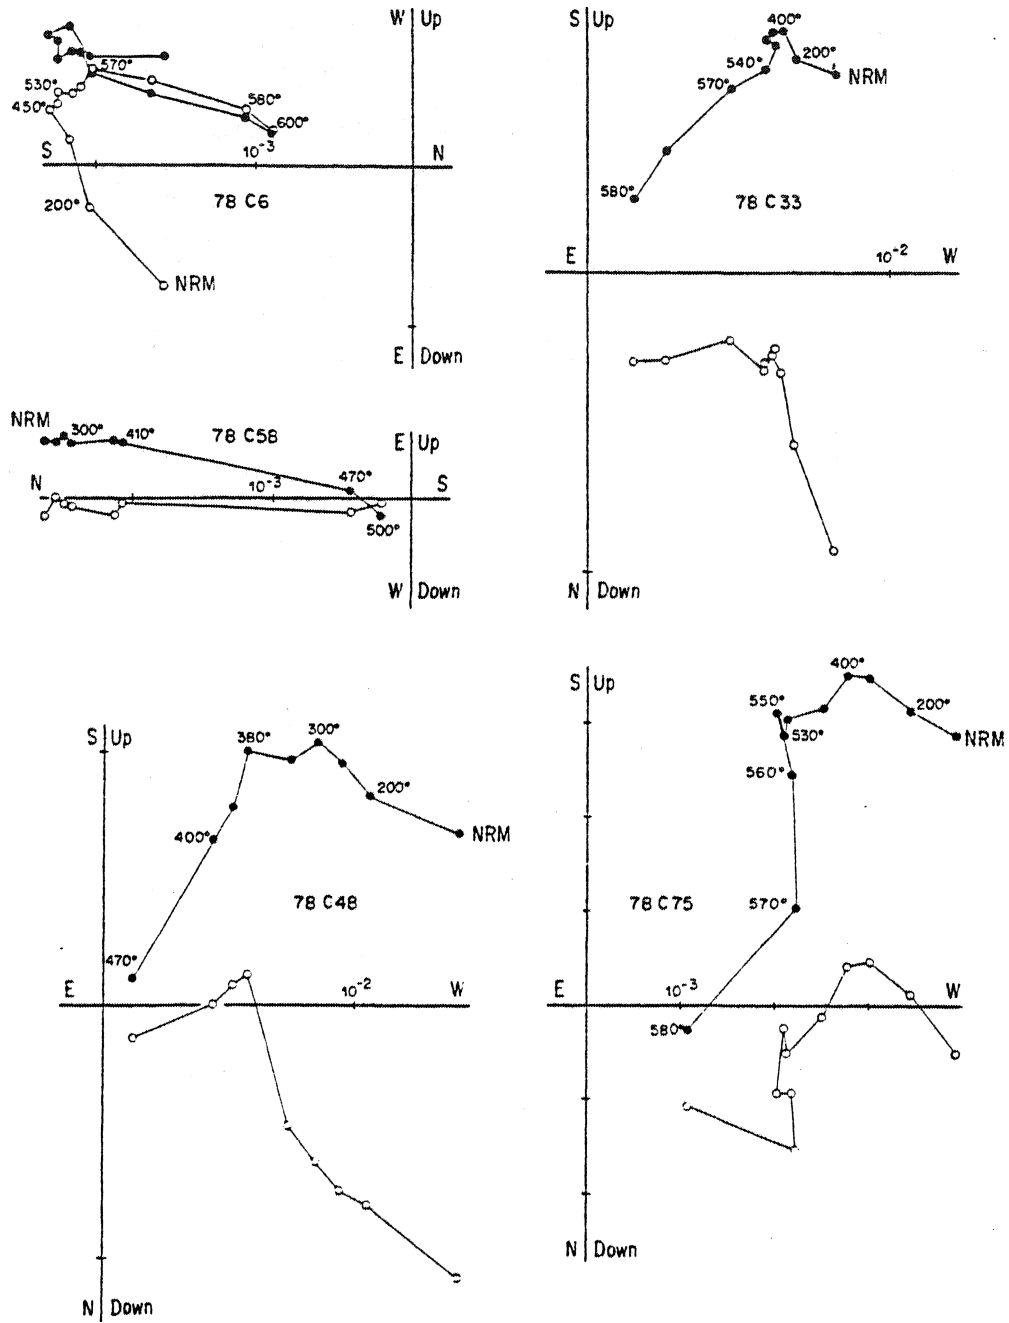 W Up
570°
530°
450°
580°
600°
10⁻³
S
N
200°
78 C6
NRM
E Down
S Up
400°
200°
540°
NRM
570°
580°
78 C33
E
10⁻²
W
N Down
NRM
300°
410°
78 C58
E Up
470°
N
10⁻³
S
500°
W Down
S Up
380°
300°
200°
400°
NRM
78 C48
470°
E
10⁻²
W
N Down
S Up
400°
550°
200°
530°
NRM
560°
570°
78 C75
E
10⁻³
W
580°
N Down